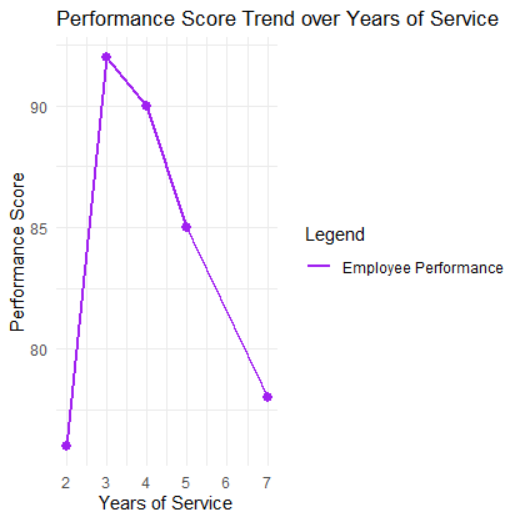 Performance Score Trend over Years of Service
90
85
80
Performance Score
2 3 4 5 6 7
Years of Service
Legend
Employee Performance